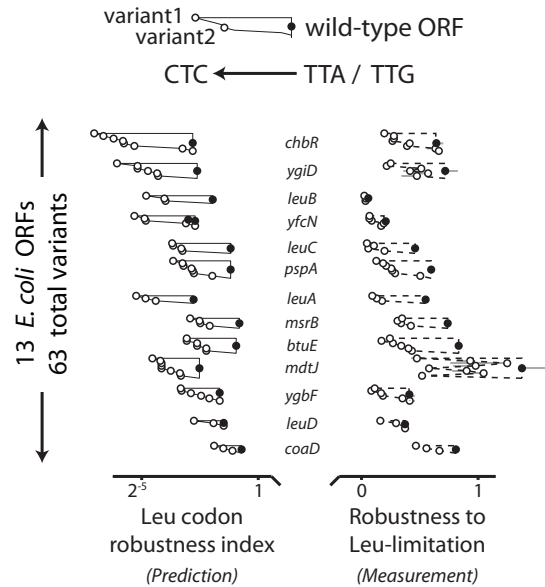 variant1
variant2
wild-type ORF
CTC
TTA / TTG
13 E. coli ORFs
63 total variants
chbR
ygiD
leuB
yfcN
leuC
pspA
leuA
msrB
btuE
mdtJ
ygbF
leuD
coaD
2-5
1
0
1
Leu codon
robustness index
(Prediction)
Robustness to
Leu-limitation
(Measurement)